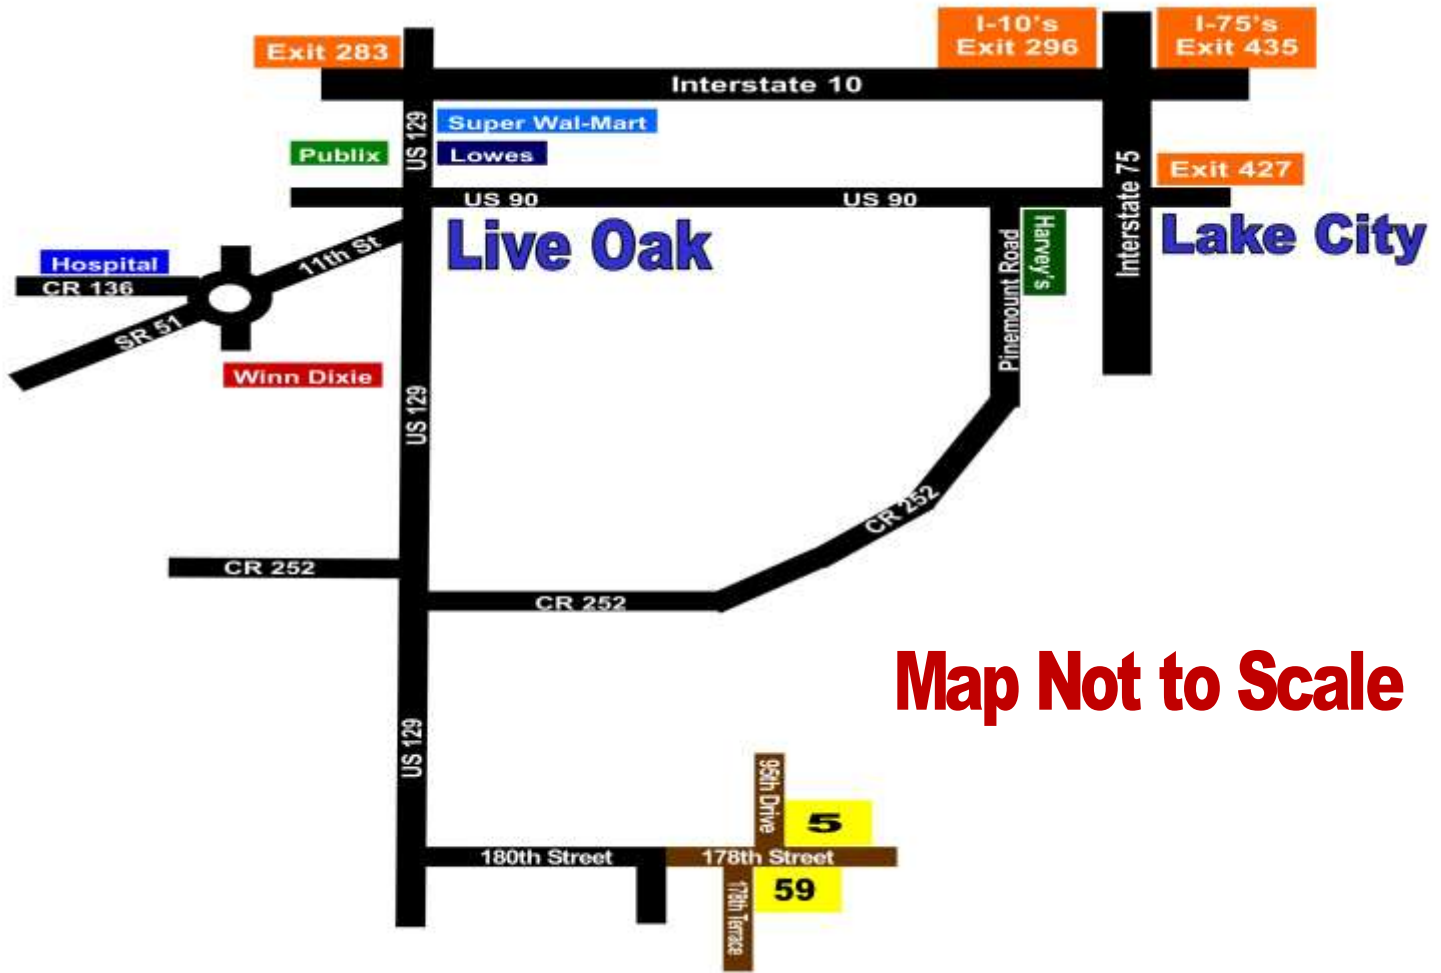 I-10's
Exit 296
I-75's
Exit 435
Exit 283
Interstate 10
US 129
Super Wal-Mart
Publix
Lowes
Interstate 75
Exit 427
US 90
US 90
Live Oak
Lake City
Harvey's
Pinemount Road
11th St
Hospital
CR 136
SR 51
Winn Dixie
US 129
CR 252
CR 252
CR 252
Map Not to Scale
US 129
95th Drive
5
180th Street
178th Street
59
178th Terrace